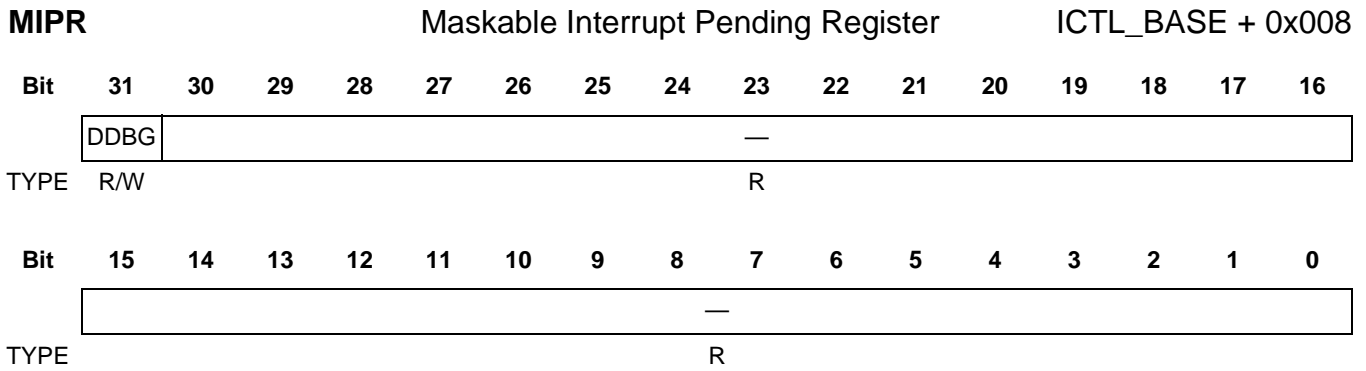 MIPR Maskable Interrupt Pending Register ICTL_BASE + 0x008
Bit 31 30 29 28 27 26 25 24 23 22 21 20 19 18 17 16
DDBG —
TYPE R/W R
Bit 15 14 13 12 11 10 9 8 7 6 5 4 3 2 1 0
—
TYPE R